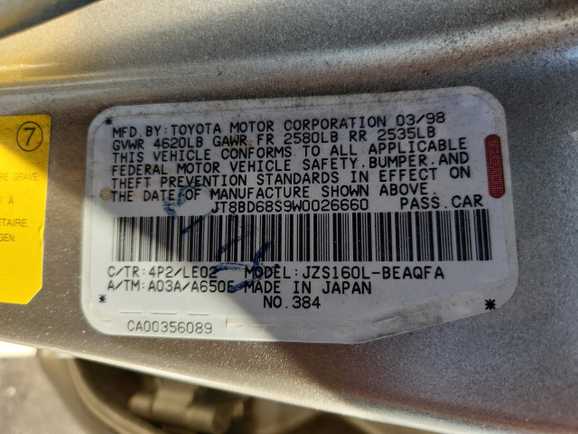 7
ÉTAIRE
MFD. BY: TOYOTA MOTOR CORPORATION 03/98
GVWR 4620LB GAWR FR 2580LB RR 2535LB
THIS VEHICLE CONFORMS TO ALL APPLICABLE
FEDERAL MOTOR VEHICLE SAFETY, BUMPER, AND
THEFT PREVENTION STANDARDS IN EFFECT ON
THE DATE OF MANUFACTURE SHOWN ABOVE.
JT8BD68S9W0026660 PASS. CAR
C/TR: 4P2/LE02 MODEL: JZS160L-BEAQFA
A/TM: A03A/A650E MADE IN JAPAN
NO. 384
CA00356089